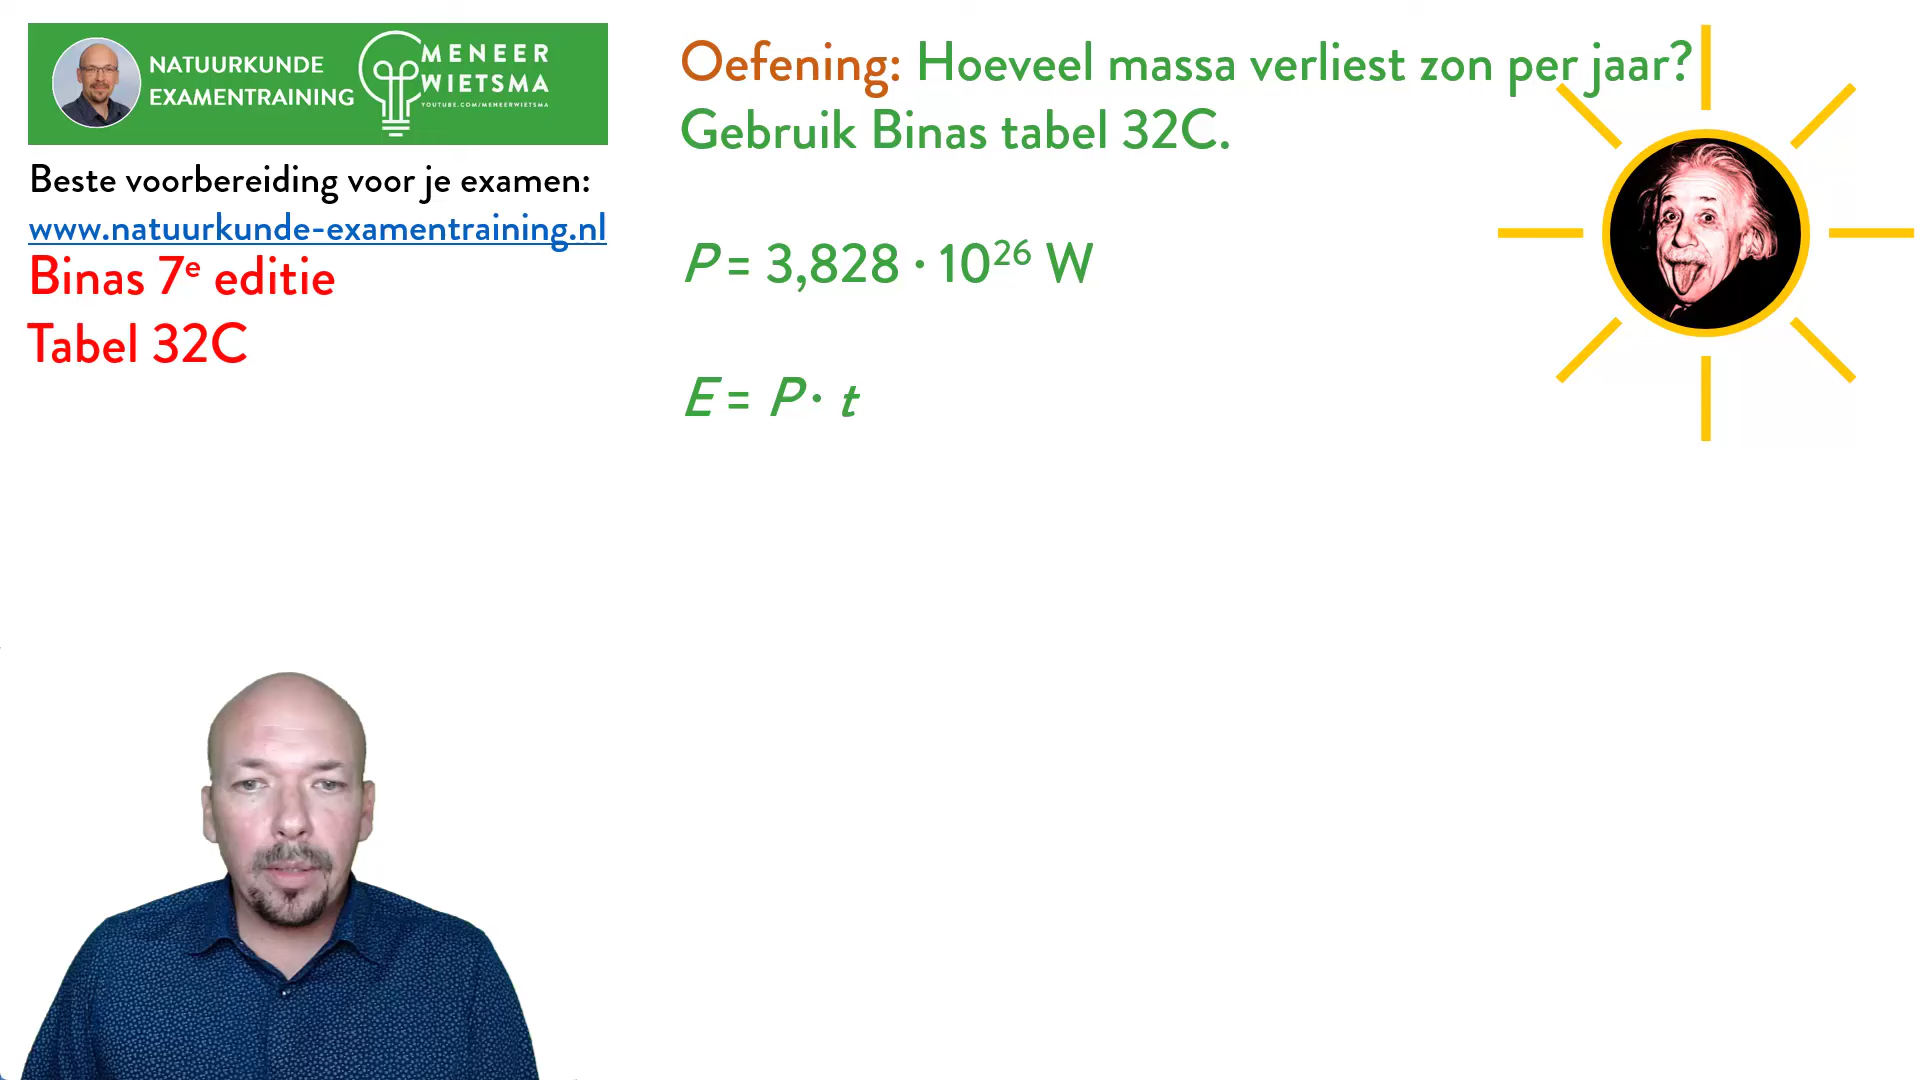 NATUURKUNDE
EXAMENTRAINING
MENEER
WIETSMA
YOUTUBE.COM/MENEERWIETSMA
Beste voorbereiding voor je examen:
www.natuurkunde-examentraining.nl
Binas 7ᵉ editie
Tabel 32C
Oefening: Hoeveel massa verliest zon per jaar?
Gebruik Binas tabel 32C.
P = 3,828 · 10²⁶ W
E = P · t